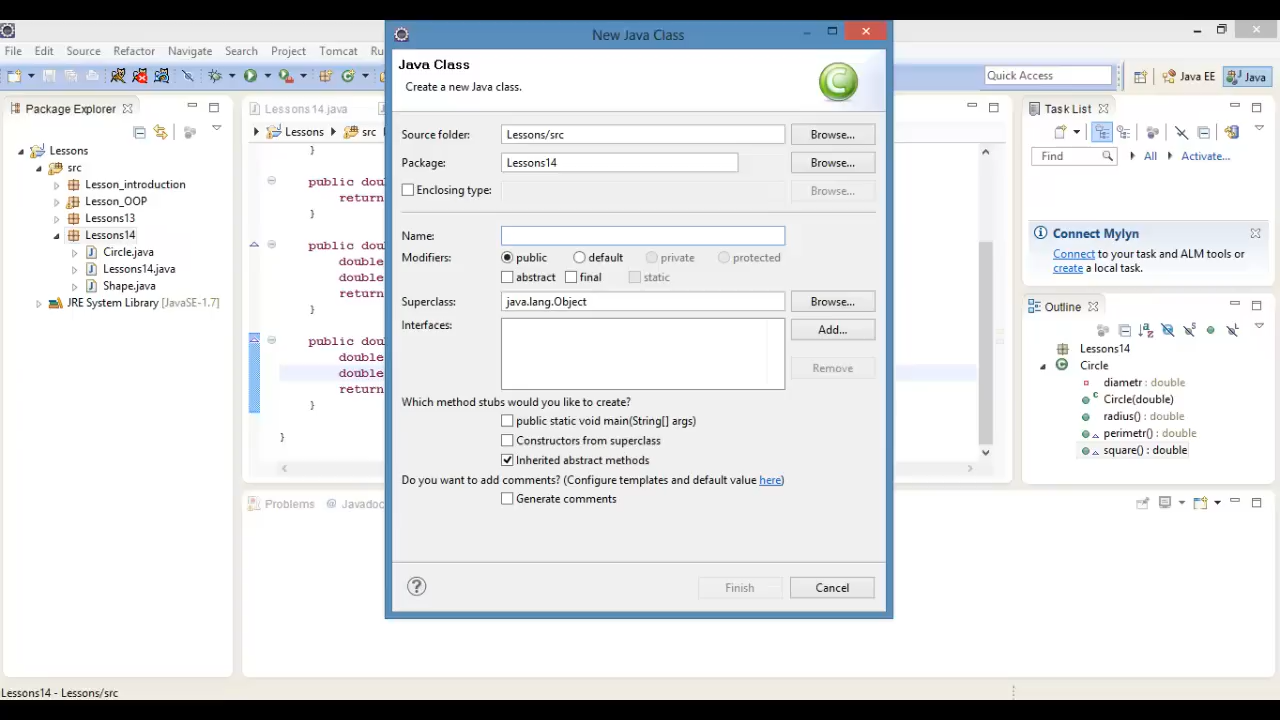 New Java Class
File Edit Source Refactor Navigate Search Project Tomcat Ru
Quick Access
Java EE
Java
Package Explorer
Lessons
src
Lesson_introduction
Lesson_OOP
Lessons13
Lessons14
Circle.java
Lessons14.java
Shape.java
JRE System Library [JavaSE-1.7]
Lessons14.java
Lessons
src
}
public dou
return
}
public dou
double
double
return
}
public dou
double
double
return
}
}
Java Class
Create a new Java class.
Source folder: Lessons/src Browse...
Package: Lessons14 Browse...
Enclosing type: Browse...
Name:
Modifiers: public default private protected
abstract final static
Superclass: java.lang.Object Browse...
Interfaces: Add...
Remove
Which method stubs would you like to create?
public static void main(String[] args)
Constructors from superclass
Inherited abstract methods
Do you want to add comments? (Configure templates and default value here)
Generate comments
? Finish Cancel
Task List
Find All Activate...
Connect Mylyn
Connect to your task and ALM tools or
create a local task.
Outline
Lessons14
Circle
diametr : double
Circle(double)
radius() : double
perimetr() : double
square() : double
Problems @ Javadoc
Lessons14 - Lessons/src